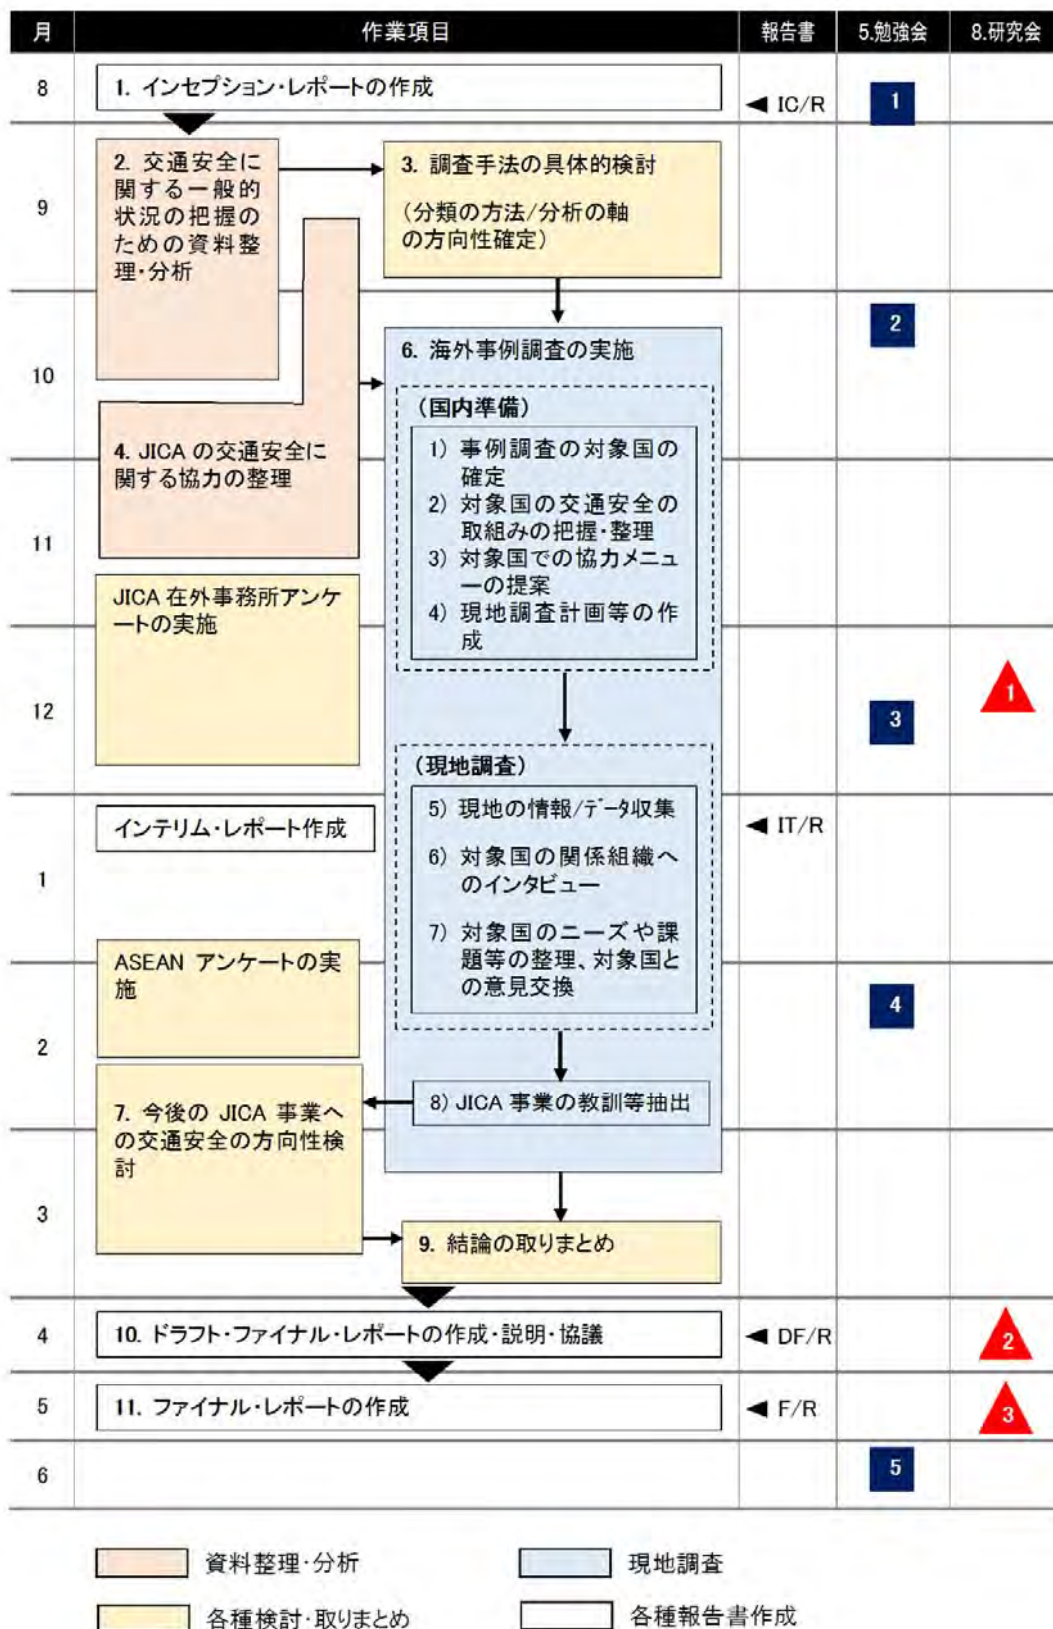 月 作業項目 報告書 5.勉強会 8.研究会
8
1. インセプション・レポートの作成
◀ IC/R
1
9
2. 交通安全に
関する一般的
状況の把握の
ための資料整
理・分析
3. 調査手法の具体的検討
(分類の方法/分析の軸
の方向性確定)
10
2
4. JICA の交通安全に
関する協力の整理
6. 海外事例調査の実施
(国内準備)
1) 事例調査の対象国の
確定
2) 対象国の交通安全の
取組みの把握・整理
3) 対象国での協力メニュ
ーの提案
4) 現地調査計画等の作
成
11
JICA 在外事務所アンケ
ートの実施
12
3
1
(現地調査)
5) 現地の情報/データ収集
6) 対象国の関係組織へ
のインタビュー
7) 対象国のニーズや課
題等の整理、対象国と
の意見交換
インテリム・レポート作成
◀ IT/R
1
ASEAN アンケートの実
施
4
2
8) JICA 事業の教訓等抽出
7. 今後の JICA 事業へ
の交通安全の方向性検
討
3
9. 結論の取りまとめ
4
10. ドラフト・ファイナル・レポートの作成・説明・協議
◀ DF/R
2
5
11. ファイナル・レポートの作成
◀ F/R
3
6
5
資料整理・分析
現地調査
各種検討・取りまとめ
各種報告書作成